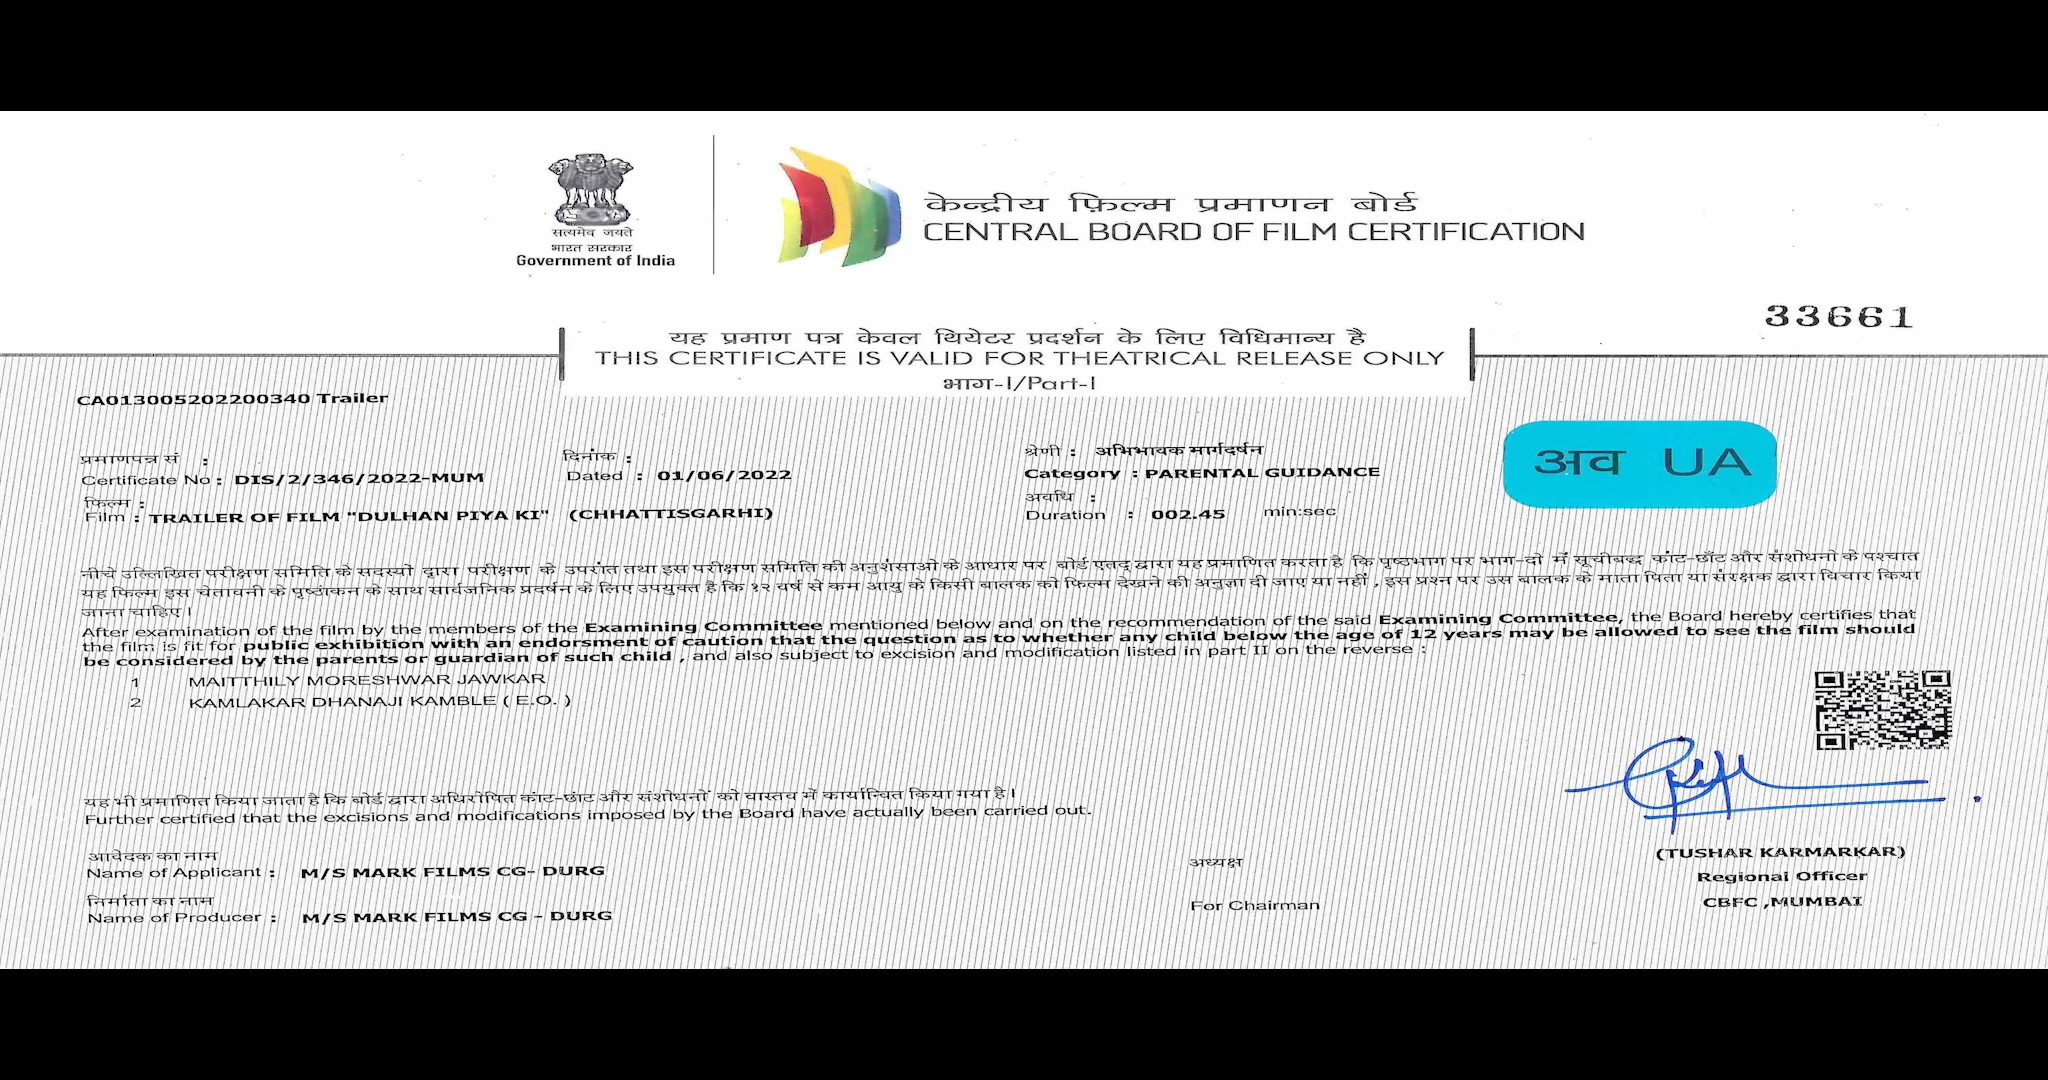 सत्यमेव जयते
भारत सरकार
Government of India
केन्द्रीय फ़िल्म प्रमाणन बोर्ड
CENTRAL BOARD OF FILM CERTIFICATION
33661
यह प्रमाण पत्र केवल थियेटर प्रदर्शन के लिए विधिमान्य है
THIS CERTIFICATE IS VALID FOR THEATRICAL RELEASE ONLY
भाग-I/Part-I
CA013005202200340 Trailer
प्रमाणपत्र सं : दिनांक : श्रेणी : अभिभावक मार्गदर्षन
Certificate No : DIS/2/346/2022-MUM Dated : 01/06/2022 Category : PARENTAL GUIDANCE
अव UA
फिल्म : अवधि :
Film : TRAILER OF FILM "DULHAN PIYA KI" (CHHATTISGARHI) Duration : 002.45 min:sec
नीचे उल्लिखित परीक्षण समिति के सदस्यो द्वारा परीक्षण के उपरांत तथा इस परीक्षण समिति की अनुशंसाओ के आधार पर बोर्ड एतद् द्वारा यह प्रमाणित करता है कि पृष्ठभाग पर भाग-दो में सूचीबद्ध कांट-छाँट और संशोधनो के पश्चात
यह फिल्म इस चेतावनी के पृष्ठांकन के साथ सार्वजनिक प्रदर्षन के लिए उपयुक्त है कि १२ वर्ष से कम आयु के किसी बालक को फिल्म देखने की अनुज्ञा दी जाए या नहीं , इस प्रश्न पर उस बालक के माता पिता या संरक्षक द्वारा विचार किया
जाना चाहिए।
After examination of the film by the members of the Examining Committee mentioned below and on the recommendation of the said Examining Committee, the Board hereby certifies that
the film is fit for public exhibition with an endorsment of caution that the question as to whether any child below the age of 12 years may be allowed to see the film should
be considered by the parents or guardian of such child , and also subject to excision and modification listed in part II on the reverse :
1 MAITTHILY MORESHWAR JAWKAR
2 KAMLAKAR DHANAJI KAMBLE ( E.O. )
यह भी प्रमाणित किया जाता है कि बोर्ड द्वारा अधिरोपित कांट-छांट और संशोधनों को वास्तव में कार्यान्वित किया गया है।
Further certified that the excisions and modifications imposed by the Board have actually been carried out.
आवेदक का नाम
Name of Applicant : M/S MARK FILMS CG- DURG
निर्माता का नाम
Name of Producer : M/S MARK FILMS CG - DURG
अध्यक्ष
For Chairman
(TUSHAR KARMARKAR)
Regional Officer
CBFC ,MUMBAI